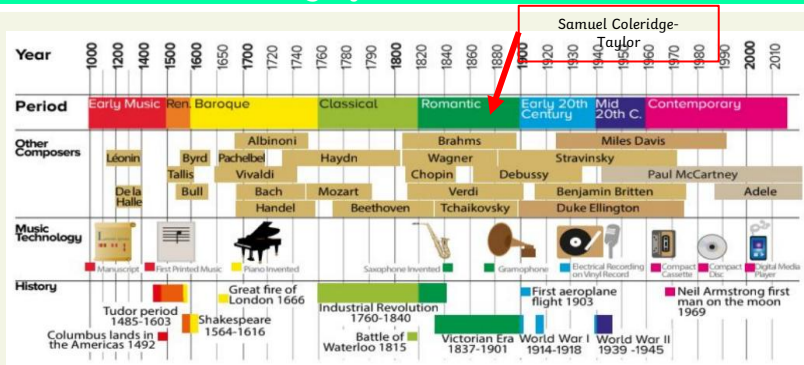 Samuel Coleridge-
Taylor
Year
1000
1200
1400
1500
1600
1650
1700
1750
1760
1770
1790
1800
1820
1840
1860
1880
1900
1920
1930
1940
1950
1960
1970
1980
1990
2000
2010
Period
Early Music
Ren.
Baroque
Classical
Romantic
Early 20th
Century
Mid
20th C.
Contemporary
Other
Composers
Albinoni
Brahms
Miles Davis
Léonin
Byrd
Pachelbel
Haydn
Wagner
Stravinsky
Tallis
Vivaldi
Chopin
Debussy
Paul McCartney
De la
Halle
Bull
Bach
Mozart
Verdi
Benjamin Britten
Adele
Handel
Beethoven
Tchaikovsky
Duke Ellington
Music
Technology
Manuscript
First Printed Music
Piano Invented
Saxophone Invented
Gramophone
Electrical Recording
on Vinyl Record
Compact
Cassette
Compact
Disc
Digital Media
Player
History
Great fire of
London 1666
Tudor period
1485-1603
Shakespeare
1564-1616
Columbus lands in
the Americas 1492
Industrial Revolution
1760-1840
Battle of
Waterloo 1815
Victorian Era
1837-1901
First aeroplane
flight 1903
World War I
1914-1918
World War II
1939 -1945
Neil Armstrong first
man on the moon
1969